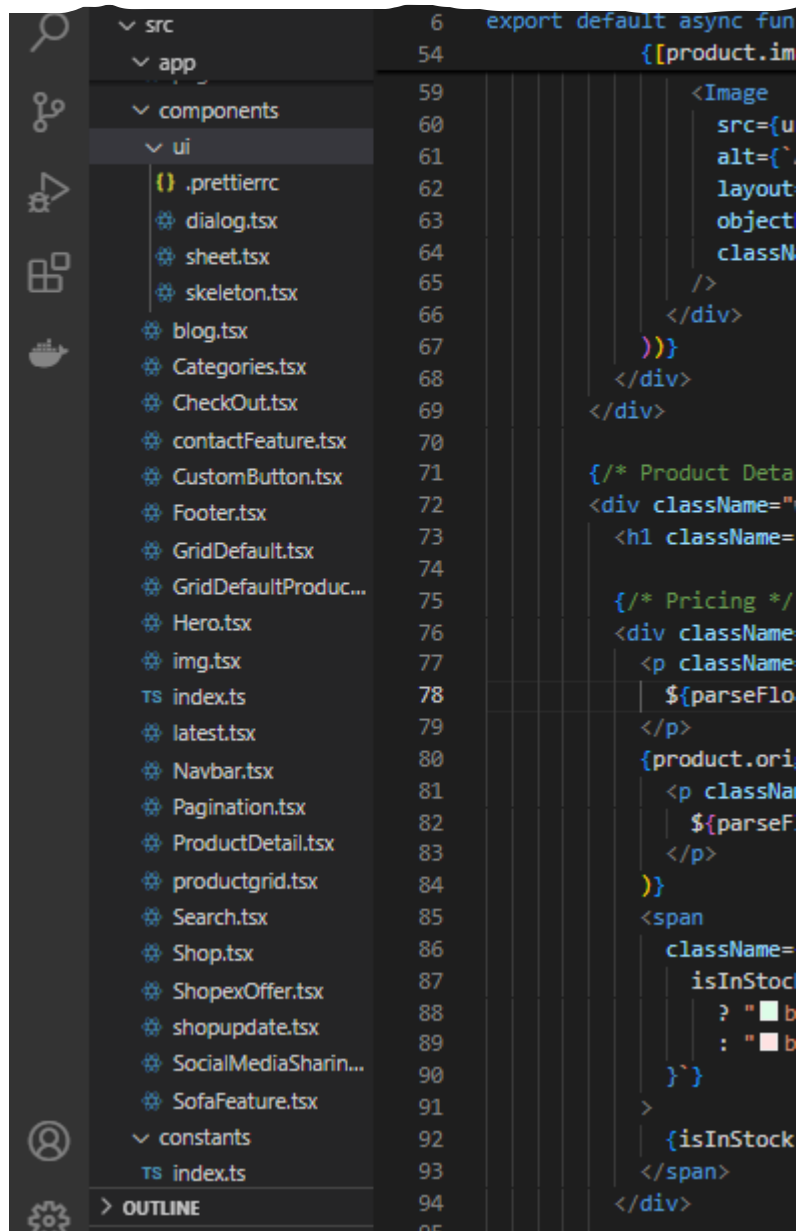 src
app
components
ui
{} .prettierrc
dialog.tsx
sheet.tsx
skeleton.tsx
blog.tsx
Categories.tsx
CheckOut.tsx
contactFeature.tsx
CustomButton.tsx
Footer.tsx
GridDefault.tsx
GridDefaultProduc...
Hero.tsx
img.tsx
TS index.ts
latest.tsx
Navbar.tsx
Pagination.tsx
ProductDetail.tsx
productgrid.tsx
Search.tsx
Shop.tsx
ShopexOffer.tsx
shopupdate.tsx
SocialMediaSharin...
SofaFeature.tsx
constants
TS index.ts
OUTLINE
6 export default async fun
54 {[product.im
59 <Image
60 src={u
61 alt={`
62 layout
63 object
64 classN
65 />
66 </div>
67 ))}
68 </div>
69 </div>
70
71 {/* Product Deta
72 <div className="
73 <h1 className=
74
75 {/* Pricing */
76 <div className
77 <p className
78 ${parseFlo
79 </p>
80 {product.ori
81 <p classNa
82 ${parseF
83 </p>
84 )}
85 <span
86 className=
87 isInStoc
88 ? "b
89 : "b
90 }`}
91 >
92 {isInStock
93 </span>
94 </div>